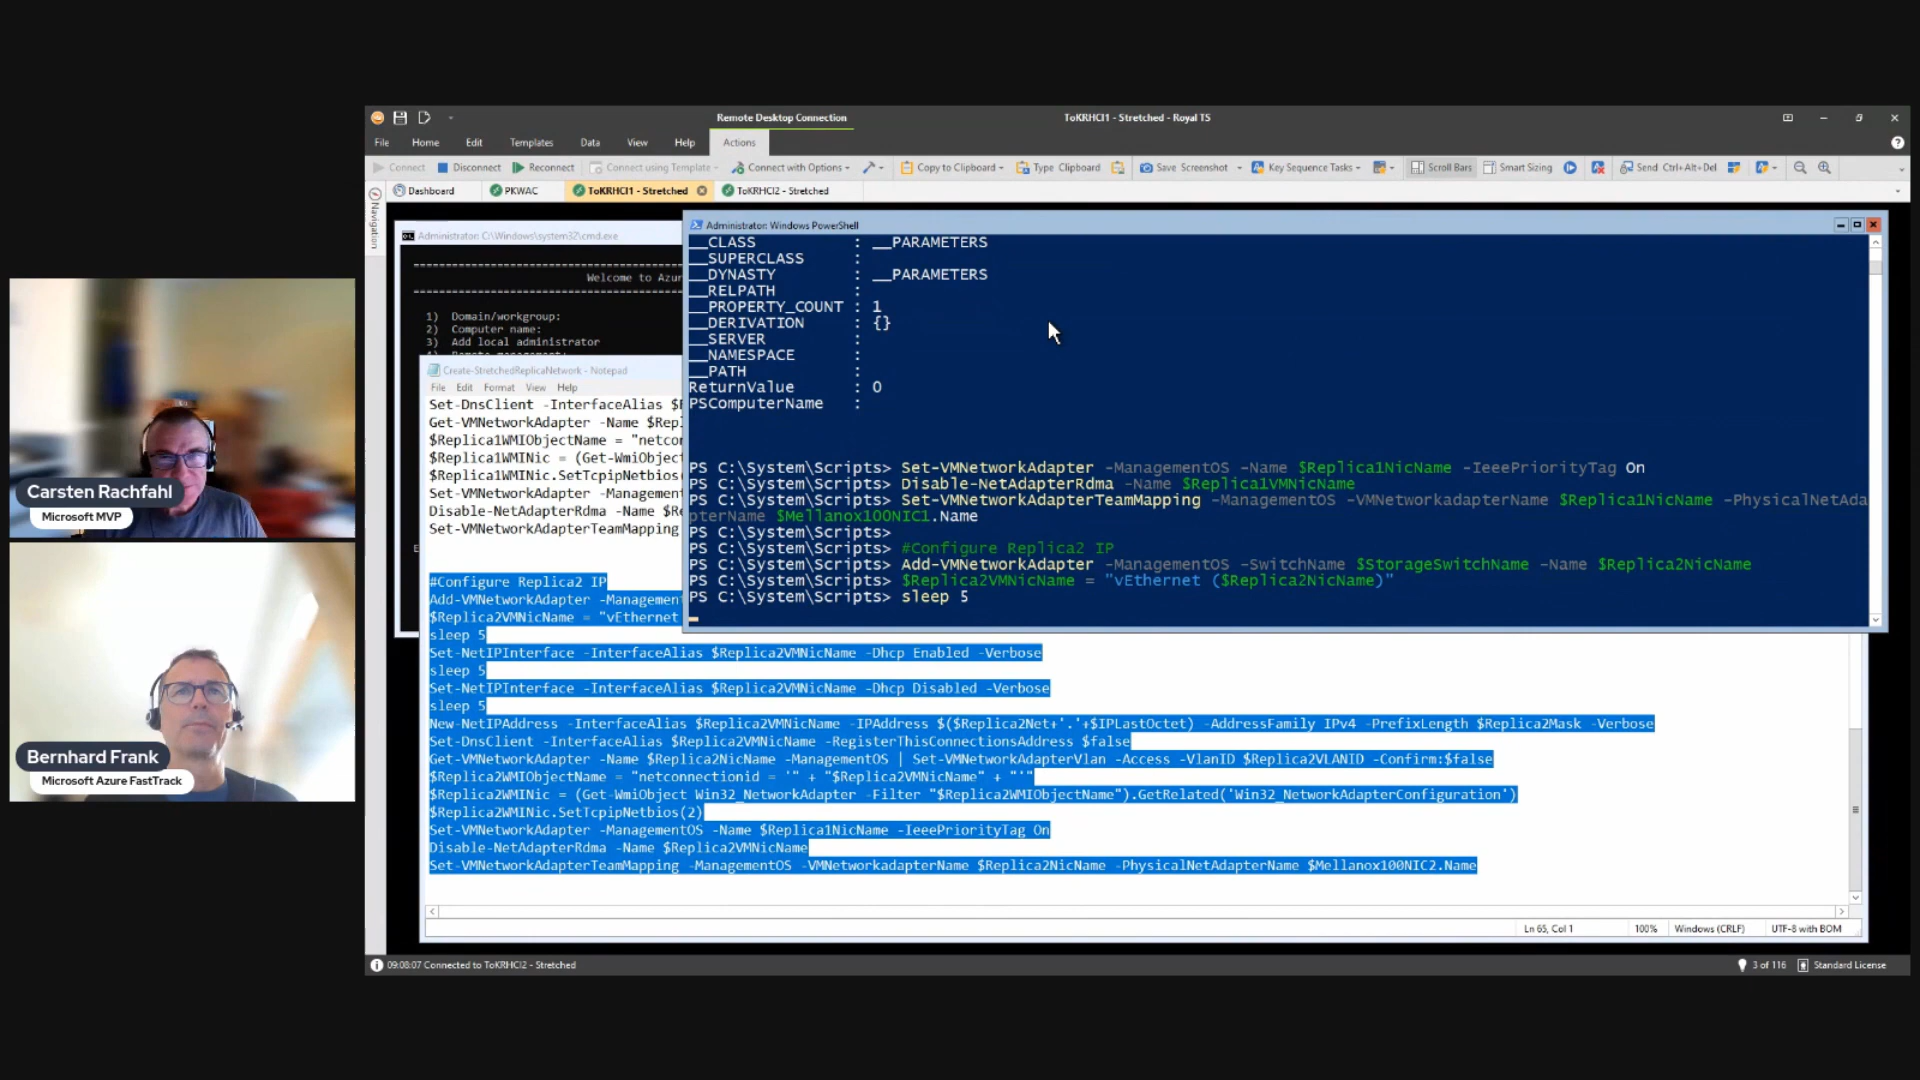 Carsten Rachfahl
Microsoft MVP
Bernhard Frank
Microsoft Azure FastTrack
Remote Desktop Connection
ToKRHCI1 - Stretched - Royal TS
File Home Edit Templates Data View Help Actions
Connect Disconnect Reconnect Connect using Template Connect with Options Copy to Clipboard Type Clipboard Save Screenshot Key Sequence Tasks Scroll Bars Smart Sizing Send Ctrl+Alt+Del
Dashboard PKWAC ToKRHCI1 - Stretched ToKRHCI2 - Stretched
Navigation
Administrator: C:\Windows\system32\cmd.exe
Welcome to Azur
1) Domain/workgroup:
2) Computer name:
3) Add local administrator
Create-StretchedReplicaNetwork - Notepad
File Edit Format View Help
Set-DnsClient -InterfaceAlias $R
Get-VMNetworkAdapter -Name $Repl
$Replica1WMIObjectName = "netcon
$Replica1WMINic = (Get-WmiObject
$Replica1WMINic.SetTcpipNetbios(
Set-VMNetworkAdapter -Management
Disable-NetAdapterRdma -Name $Re
Set-VMNetworkAdapterTeamMapping
#Configure Replica2 IP
Add-VMNetworkAdapter -Management
$Replica2VMNicName = "vEthernet
sleep 5
Set-NetIPInterface -InterfaceAlias $Replica2VMNicName -Dhcp Enabled -Verbose
sleep 5
Set-NetIPInterface -InterfaceAlias $Replica2VMNicName -Dhcp Disabled -Verbose
sleep 5
New-NetIPAddress -InterfaceAlias $Replica2VMNicName -IPAddress $($Replica2Net+'.'+$IPLastOctet) -AddressFamily IPv4 -PrefixLength $Replica2Mask -Verbose
Set-DnsClient -InterfaceAlias $Replica2VMNicName -RegisterThisConnectionsAddress $false
Get-VMNetworkAdapter -Name $Replica2NicName -ManagementOS | Set-VMNetworkAdapterVlan -Access -VlanID $Replica2VLANID -Confirm:$false
$Replica2WMIObjectName = "netconnectionid = '" + "$Replica2VMNicName" + "'"
$Replica2WMINic = (Get-WmiObject Win32_NetworkAdapter -Filter "$Replica2WMIObjectName").GetRelated('Win32_NetworkAdapterConfiguration')
$Replica2WMINic.SetTcpipNetbios(2)
Set-VMNetworkAdapter -ManagementOS -Name $Replica1NicName -IeeePriorityTag On
Disable-NetAdapterRdma -Name $Replica2VMNicName
Set-VMNetworkAdapterTeamMapping -ManagementOS -VMNetworkadapterName $Replica2NicName -PhysicalNetAdapterName $Mellanox100NIC2.Name
Ln 65, Col 1 100% Windows (CRLF) UTF-8 with BOM
Administrator: Windows PowerShell
__CLASS : __PARAMETERS
__SUPERCLASS :
__DYNASTY : __PARAMETERS
__RELPATH :
__PROPERTY_COUNT : 1
__DERIVATION : {}
__SERVER :
__NAMESPACE :
__PATH :
ReturnValue : 0
PSComputerName :
PS C:\System\Scripts> Set-VMNetworkAdapter -ManagementOS -Name $Replica1NicName -IeeePriorityTag On
PS C:\System\Scripts> Disable-NetAdapterRdma -Name $Replica1VMNicName
PS C:\System\Scripts> Set-VMNetworkAdapterTeamMapping -ManagementOS -VMNetworkadapterName $Replica1NicName -PhysicalNetAda
pterName $Mellanox100NIC1.Name
PS C:\System\Scripts>
PS C:\System\Scripts> #Configure Replica2 IP
PS C:\System\Scripts> Add-VMNetworkAdapter -ManagementOS -SwitchName $StorageSwitchName -Name $Replica2NicName
PS C:\System\Scripts> $Replica2VMNicName = "vEthernet ($Replica2NicName)"
PS C:\System\Scripts> sleep 5
09:08:07 Connected to ToKRHCI2 - Stretched
3 of 116 Standard License